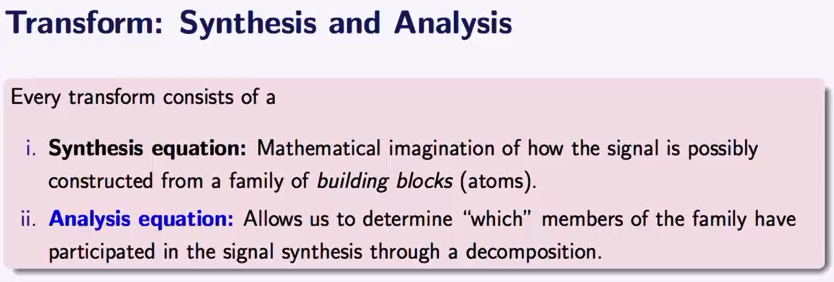 Transform: Synthesis and Analysis
Every transform consists of a
i. Synthesis equation: Mathematical imagination of how the signal is possibly
constructed from a family of building blocks (atoms).
ii. Analysis equation: Allows us to determine “which” members of the family have
participated in the signal synthesis through a decomposition.